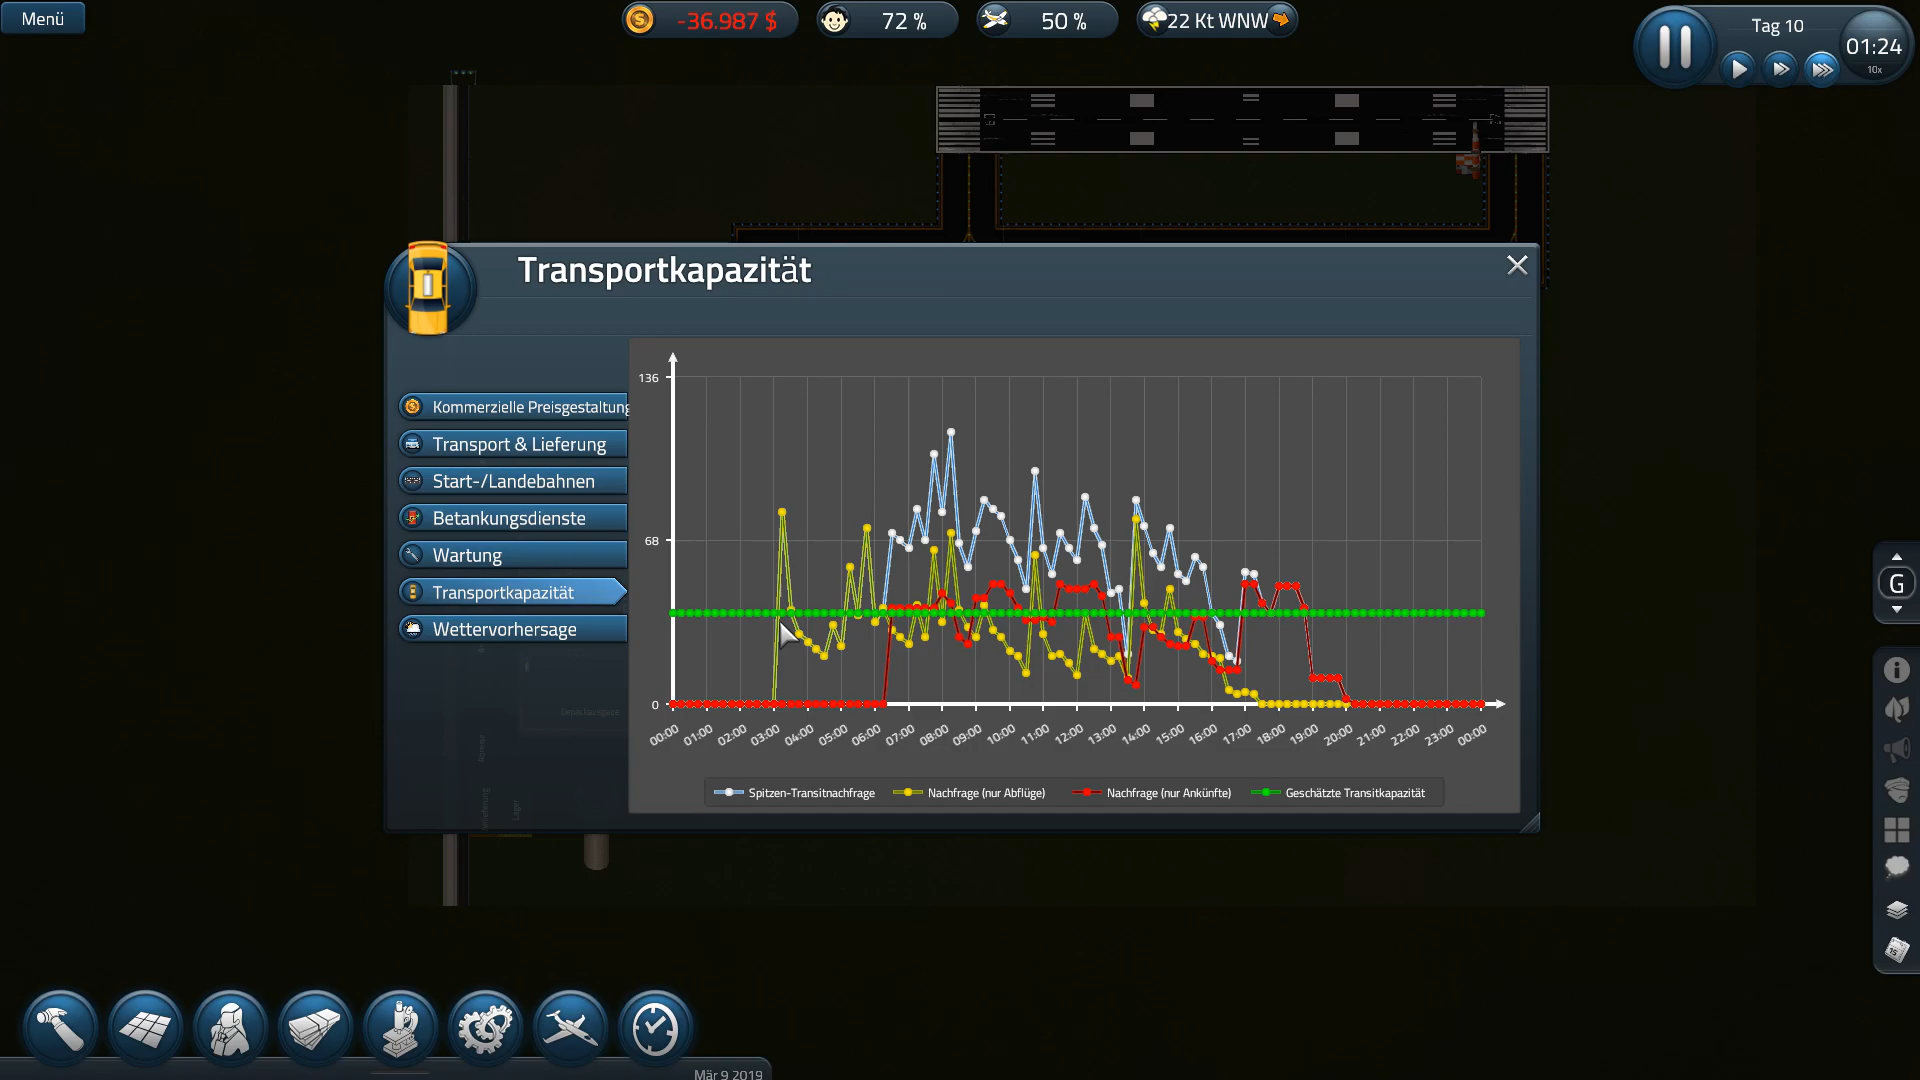 Menü
-36.987 $
72 %
50 %
22 Kt WNW
Tag 10
01:24
10x
Transportkapazität
Kommerzielle Preisgestaltung
Transport & Lieferung
Start-/Landebahnen
Betankungsdienste
Wartung
Transportkapazität
Wettervorhersage
136
68
0
00:00 01:00 02:00 03:00 04:00 05:00 06:00 07:00 08:00 09:00 10:00 11:00 12:00 13:00 14:00 15:00 16:00 17:00 18:00 19:00 20:00 21:00 22:00 23:00 00:00
Spitzen-Transitnachfrage Nachfrage (nur Abflüge) Nachfrage (nur Ankünfte) Geschätzte Transitkapazität
G
15
Mär 9 2019